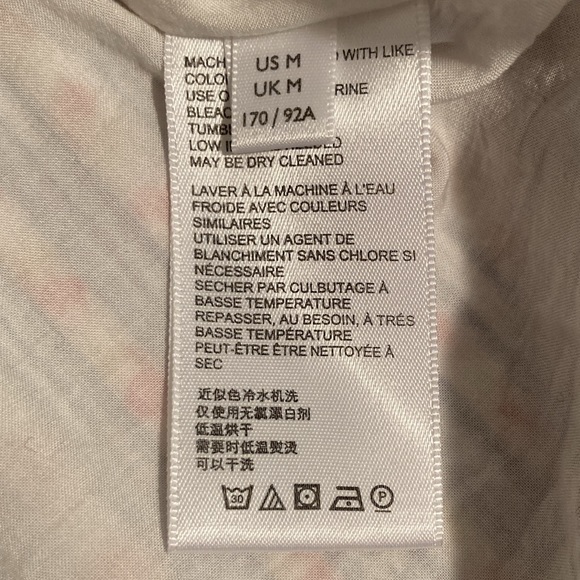 US M
UK M
170 / 92A
MACH WITH LIKE
COLO
USE O RINE
BLEAC
TUMB
LOW I
MAY BE DRY CLEANED
LAVER À LA MACHINE À L'EAU
FROIDE AVEC COULEURS
SIMILAIRES
UTILISER UN AGENT DE
BLANCHIMENT SANS CHLORE SI
NÉCESSAIRE
SECHER PAR CULBUTAGE À
BASSE TEMPERATURE
REPASSER, AU BESOIN, À TRÉS
BASSE TEMPÉRATURE
PEUT-ÊTRE ÊTRE NETTOYÉE À
SEC
近似色冷水机洗
仅使用无氯漂白剂
低温烘干
需要时低温熨烫
可以干洗
30
P